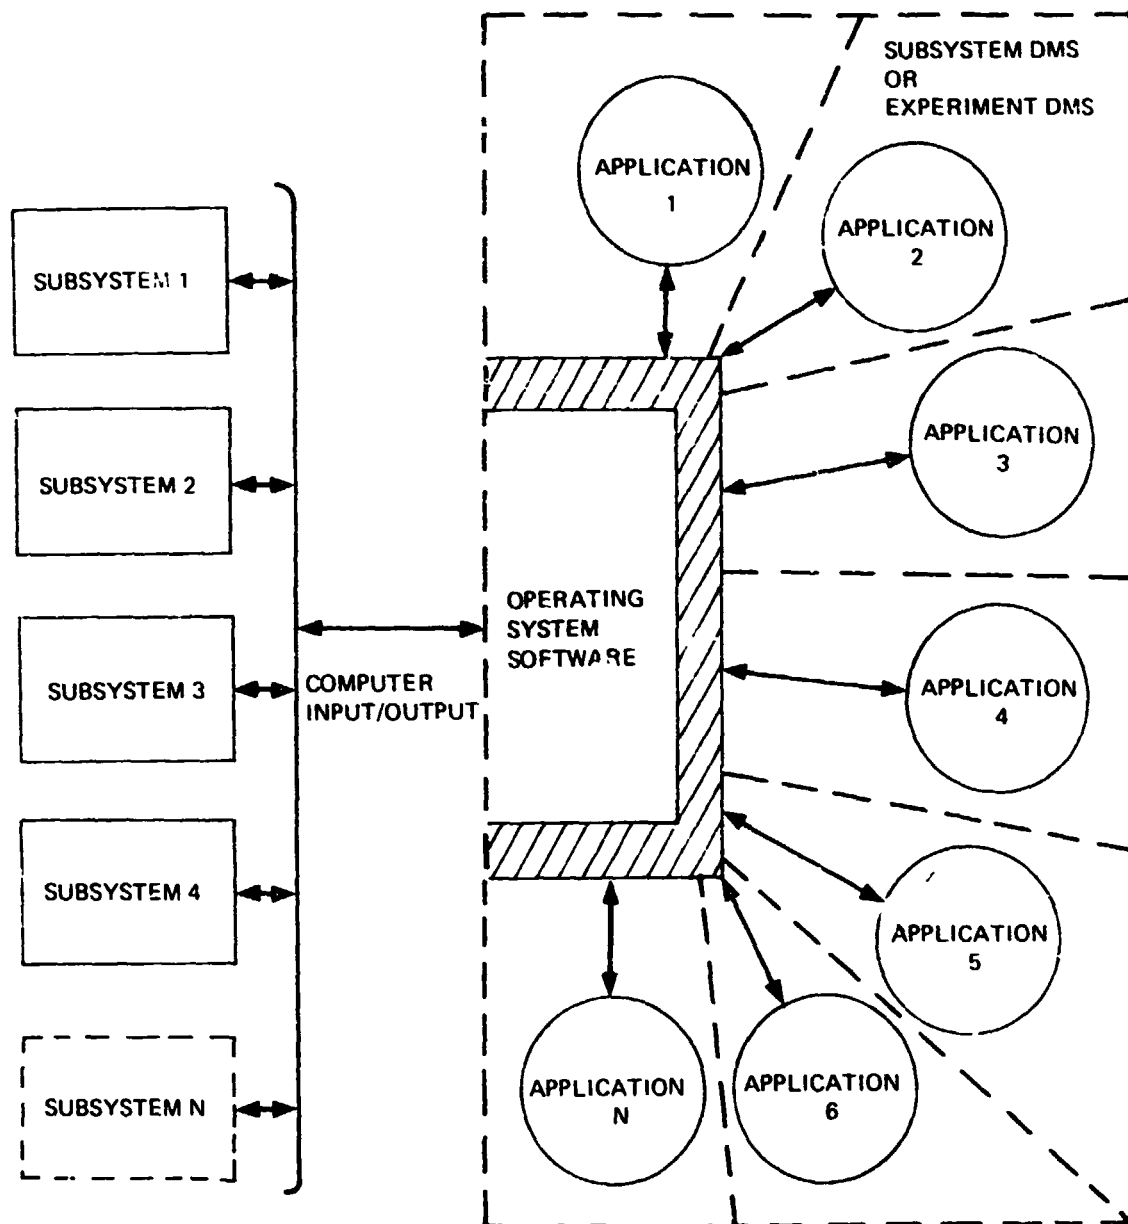 SUBSYSTEM DMS
OR
EXPERIMENT DMS
APPLICATION
1
APPLICATION
2
SUBSYSTEM 1
APPLICATION
3
SUBSYSTEM 2
OPERATING
SYSTEM
SOFTWARE
SUBSYSTEM 3
COMPUTER
INPUT/OUTPUT
APPLICATION
4
SUBSYSTEM 4
APPLICATION
5
SUBSYSTEM N
APPLICATION
N
APPLICATION
6